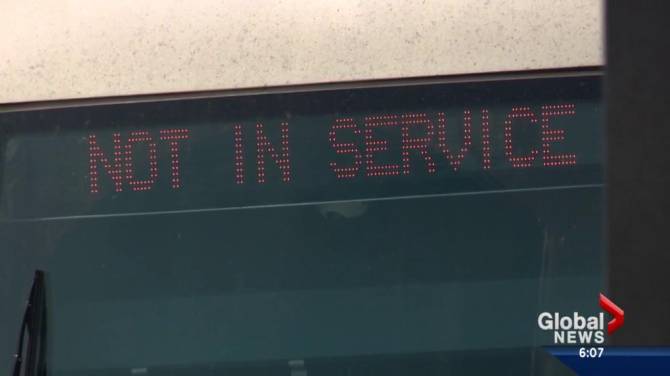 NOT IN SERVICE
Global
NEWS
6:07